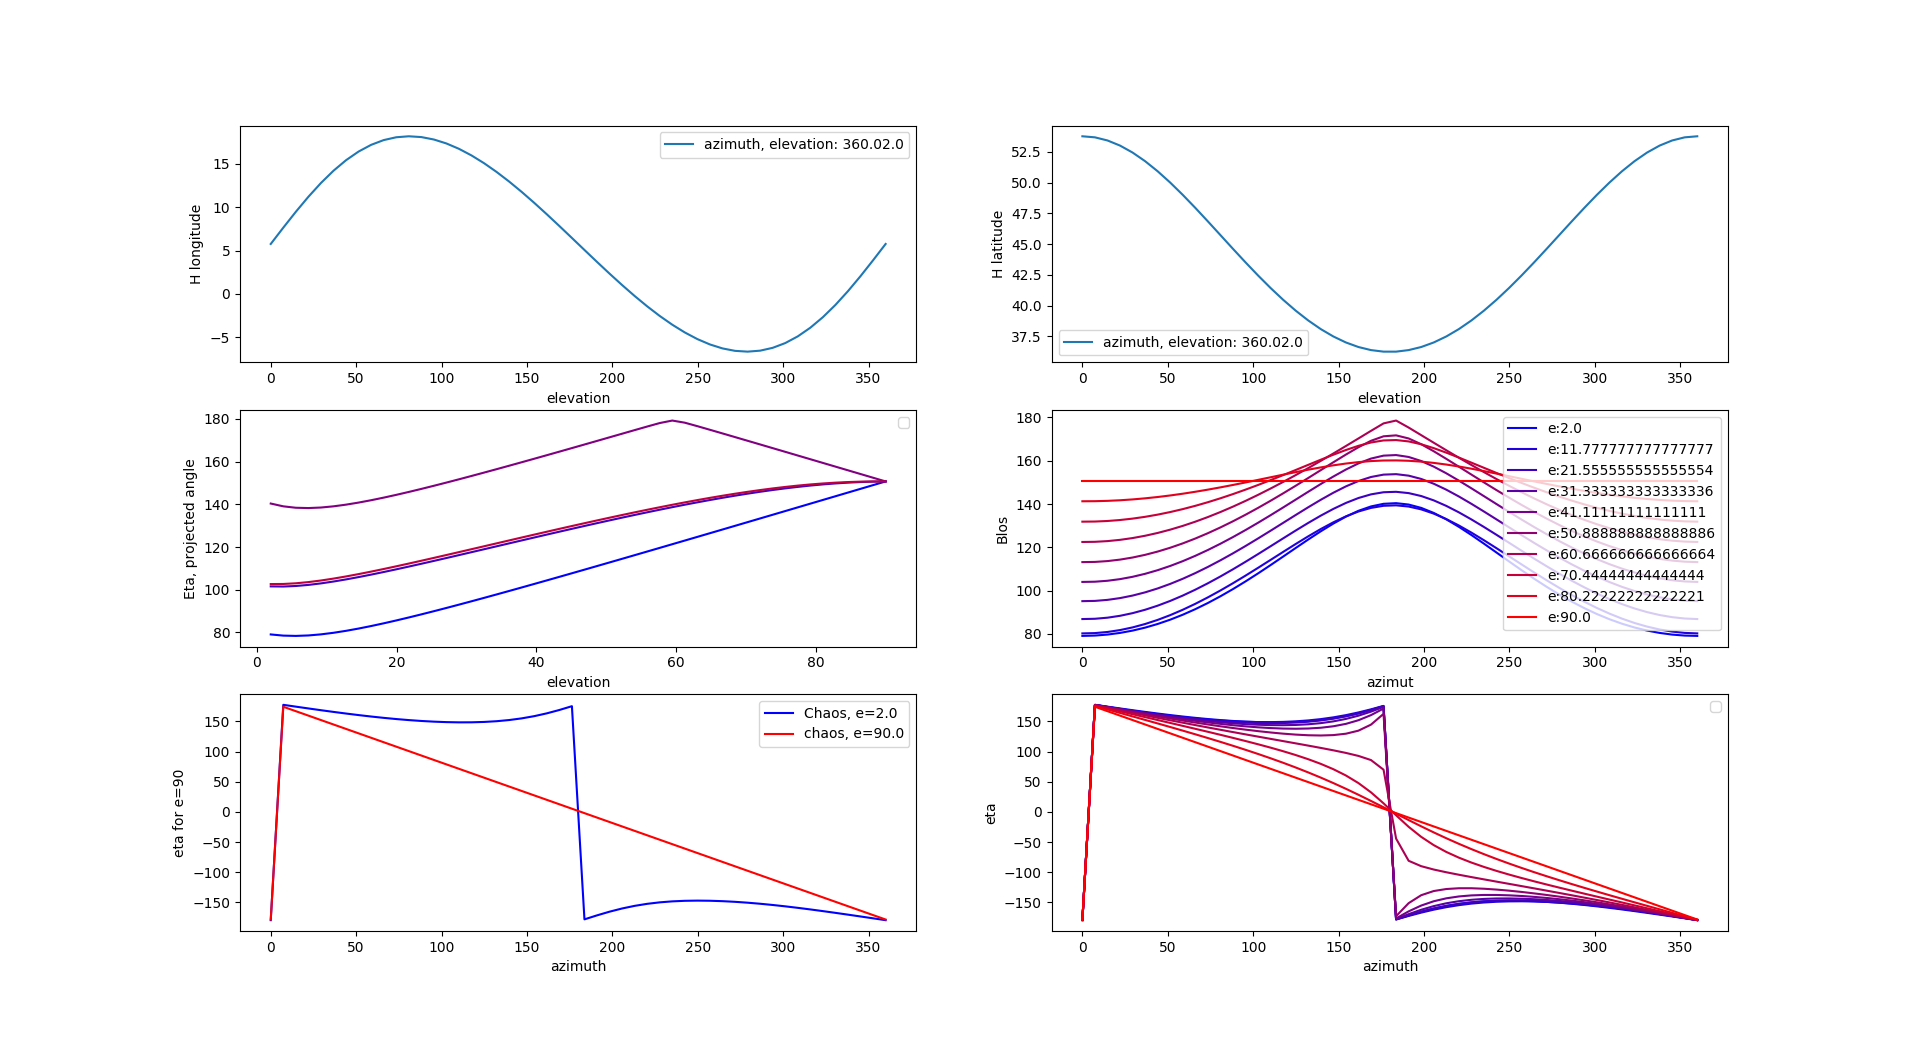 H longitude
15
10
5
0
−5
azimuth, elevation: 360.02.0
0 50 100 150 200 250 300 350
elevation
H latitude
52.5
50.0
47.5
45.0
42.5
40.0
37.5
azimuth, elevation: 360.02.0
0 50 100 150 200 250 300 350
elevation
Eta, projected angle
180
160
140
120
100
80
0 20 40 60 80
elevation
Blos
180
160
140
120
100
80
e:2.0
e:11.777777777777777
e:21.555555555555554
e:31.333333333333336
e:41.11111111111111
e:50.888888888888886
e:60.666666666666664
e:70.44444444444444
e:80.22222222222221
e:90.0
0 50 100 150 200 250 300 350
azimut
eta for e=90
150
100
50
0
−50
−100
−150
Chaos, e=2.0
chaos, e=90.0
0 50 100 150 200 250 300 350
azimuth
eta
150
100
50
0
−50
−100
−150
0 50 100 150 200 250 300 350
azimuth